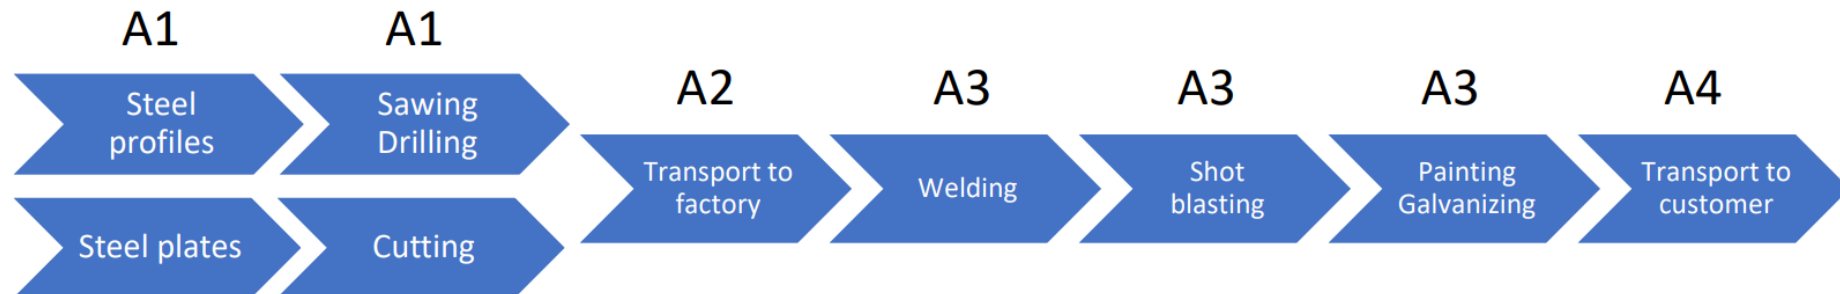 A1
A1
A2
A3
A3
A3
A4
Steel
profiles
Sawing
Drilling
Transport to
factory
Welding
Shot
blasting
Painting
Galvanizing
Transport to
customer
Steel plates
Cutting